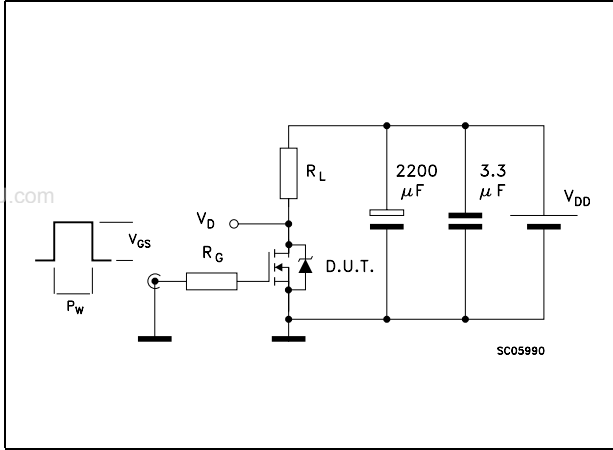 R_L
2200
µF
3.3
µF
V_DD
.com
V_D
V_GS
R_G
D.U.T.
P_W
SC05990